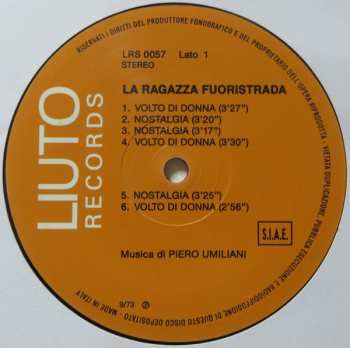 RISERVATI I DIRITTI DEL PRODUTTORE FONOGRAFICO E DEL PROPRIETARIO DELL'OPERA RIPRODOTTA - VIETATA DUPLICAZIONE, PUBBLICA ESECUZIONE E RADIODIFFUSIONE DI QUESTO DISCO DEPOSITATO - MADE IN ITALY
LRS 0057 Lato 1
STEREO
LIUTO
RECORDS
LA RAGAZZA FUORISTRADA
1. VOLTO DI DONNA (3'27")
2. NOSTALGIA (3'20")
3. NOSTALGIA (3'17")
4. VOLTO DI DONNA (3'30")
5. NOSTALGIA (3'25")
6. VOLTO DI DONNA (2'56")
S.I.A.E.
Musica di PIERO UMILIANI
9/73 Ⓟ